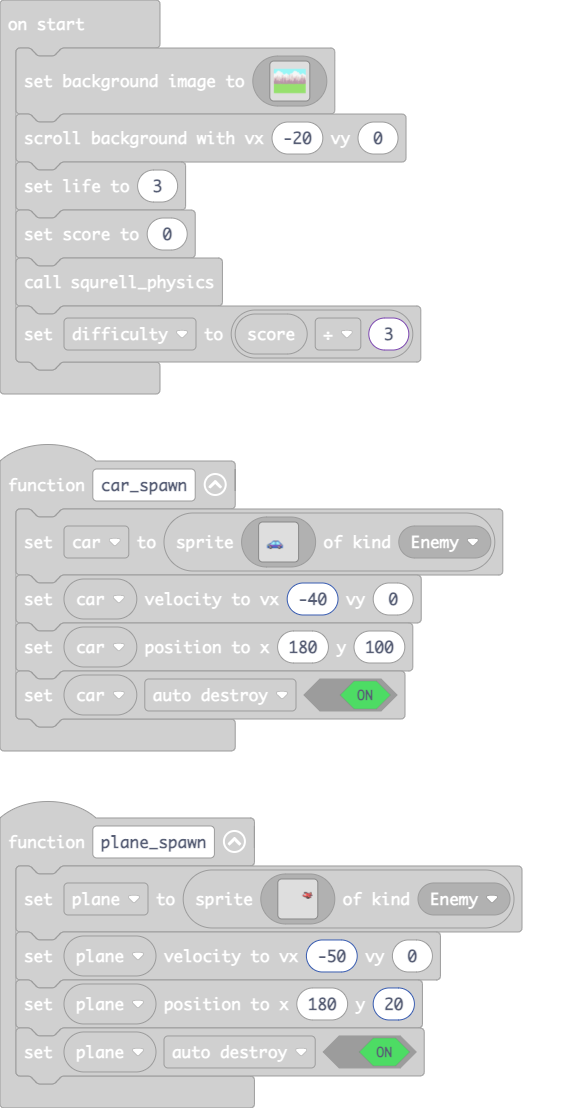 on start
set background image to
scroll background with vx -20 vy 0
set life to 3
set score to 0
call squrell_physics
set difficulty to score ÷ 3
function car_spawn
set car to sprite of kind Enemy
set car velocity to vx -40 vy 0
set car position to x 180 y 100
set car auto destroy ON
function plane_spawn
set plane to sprite of kind Enemy
set plane velocity to vx -50 vy 0
set plane position to x 180 y 20
set plane auto destroy ON